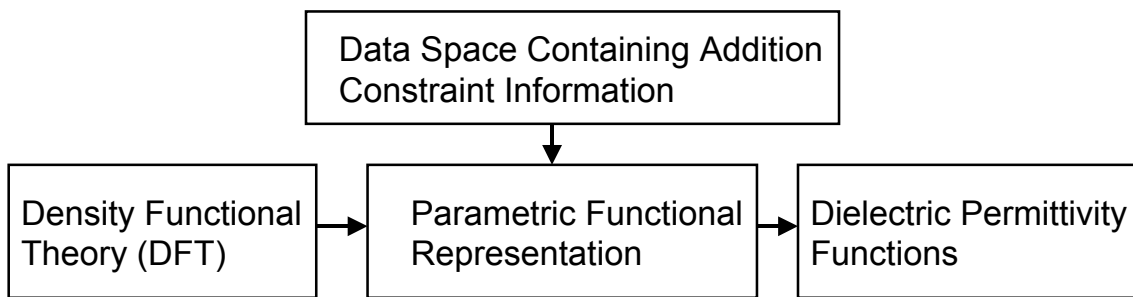 Data Space Containing Addition
Constraint Information
Density Functional
Theory (DFT)
Parametric Functional
Representation
Dielectric Permittivity
Functions